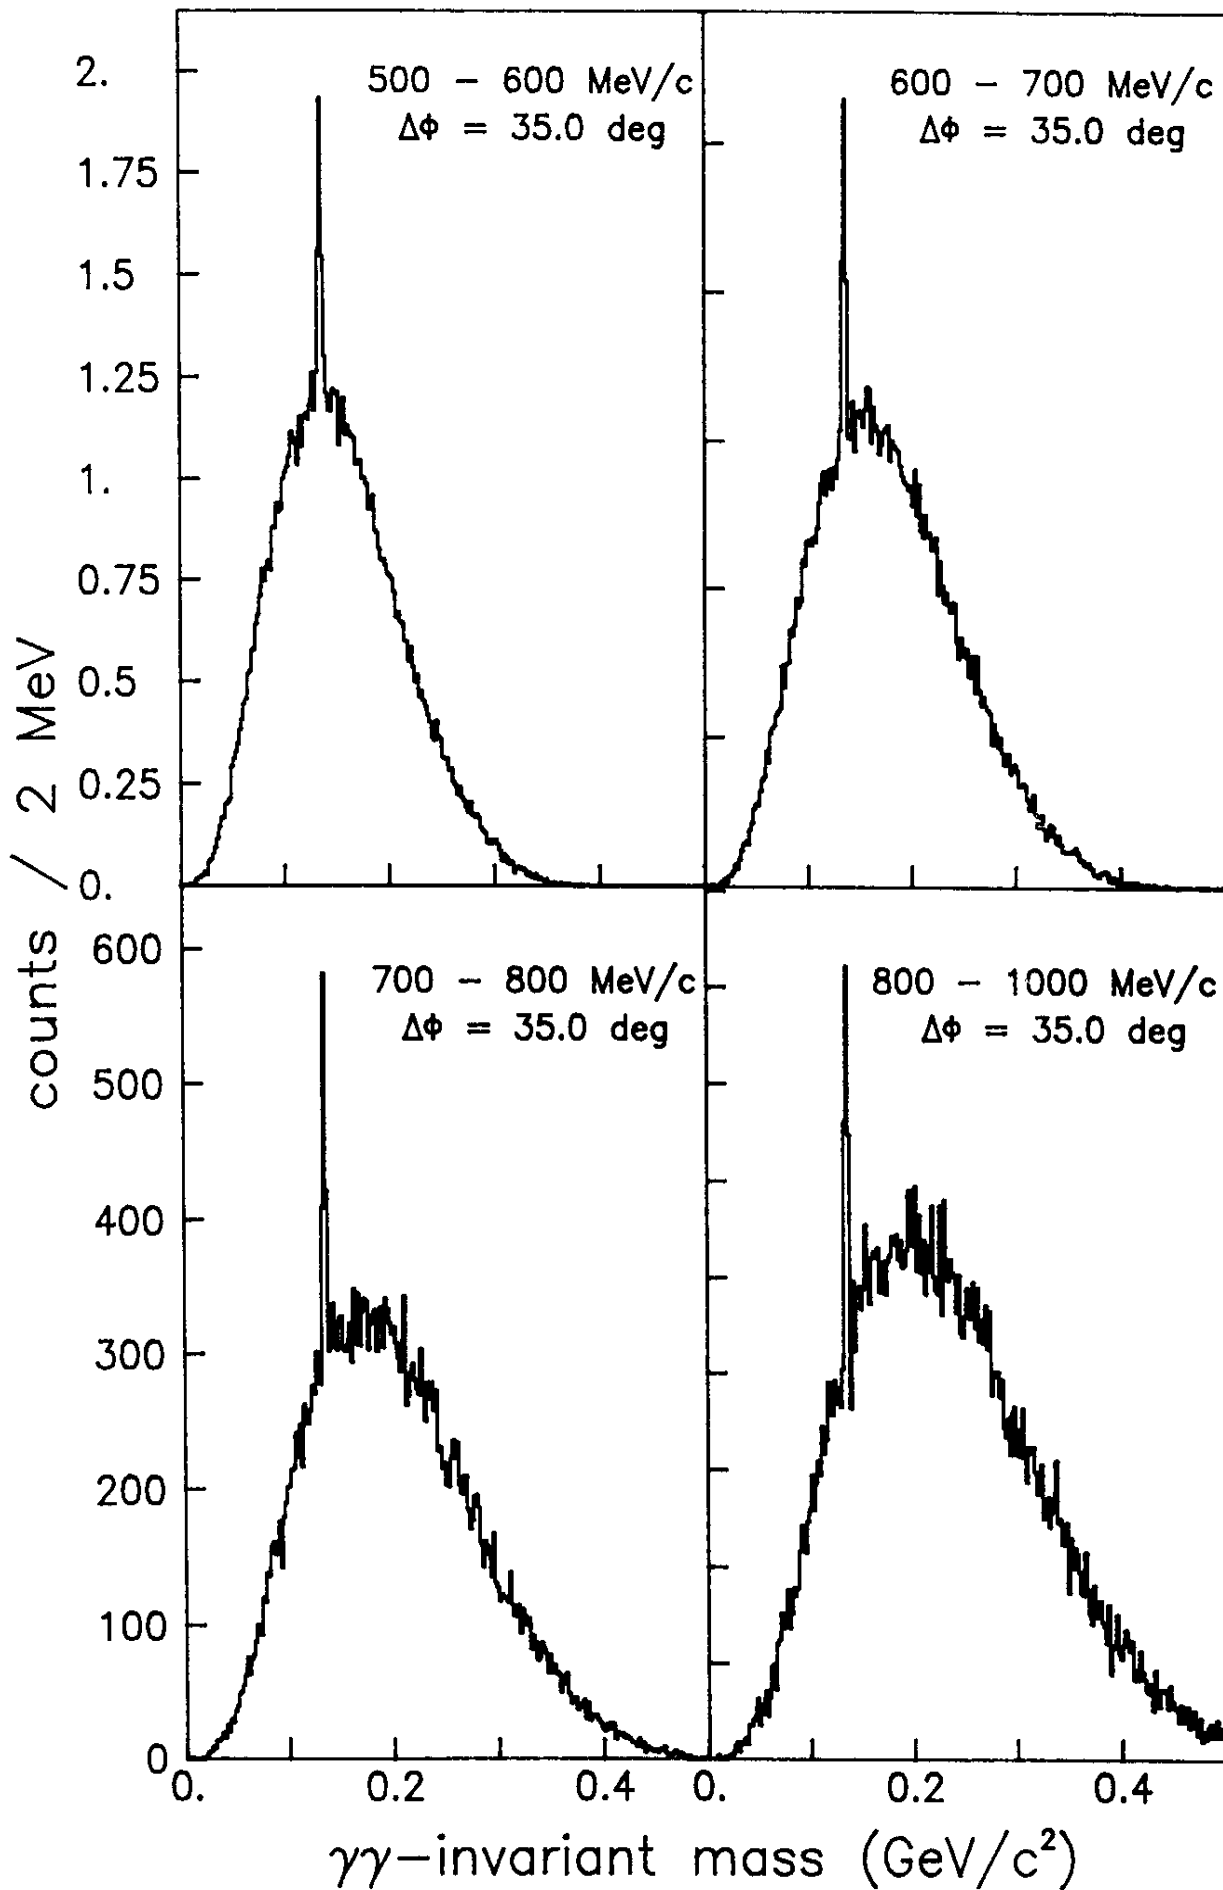 2.
1.75
1.5
1.25
1.
0.75
0.5
0.25
0.
500 – 600 MeV/c
ΔΦ = 35.0 deg
600 – 700 MeV/c
ΔΦ = 35.0 deg
counts / 2 MeV
600
500
400
300
200
100
0
700 – 800 MeV/c
ΔΦ = 35.0 deg
800 – 1000 MeV/c
ΔΦ = 35.0 deg
0. 0.2 0.4 0. 0.2 0.4
γγ–invariant mass (GeV/c²)